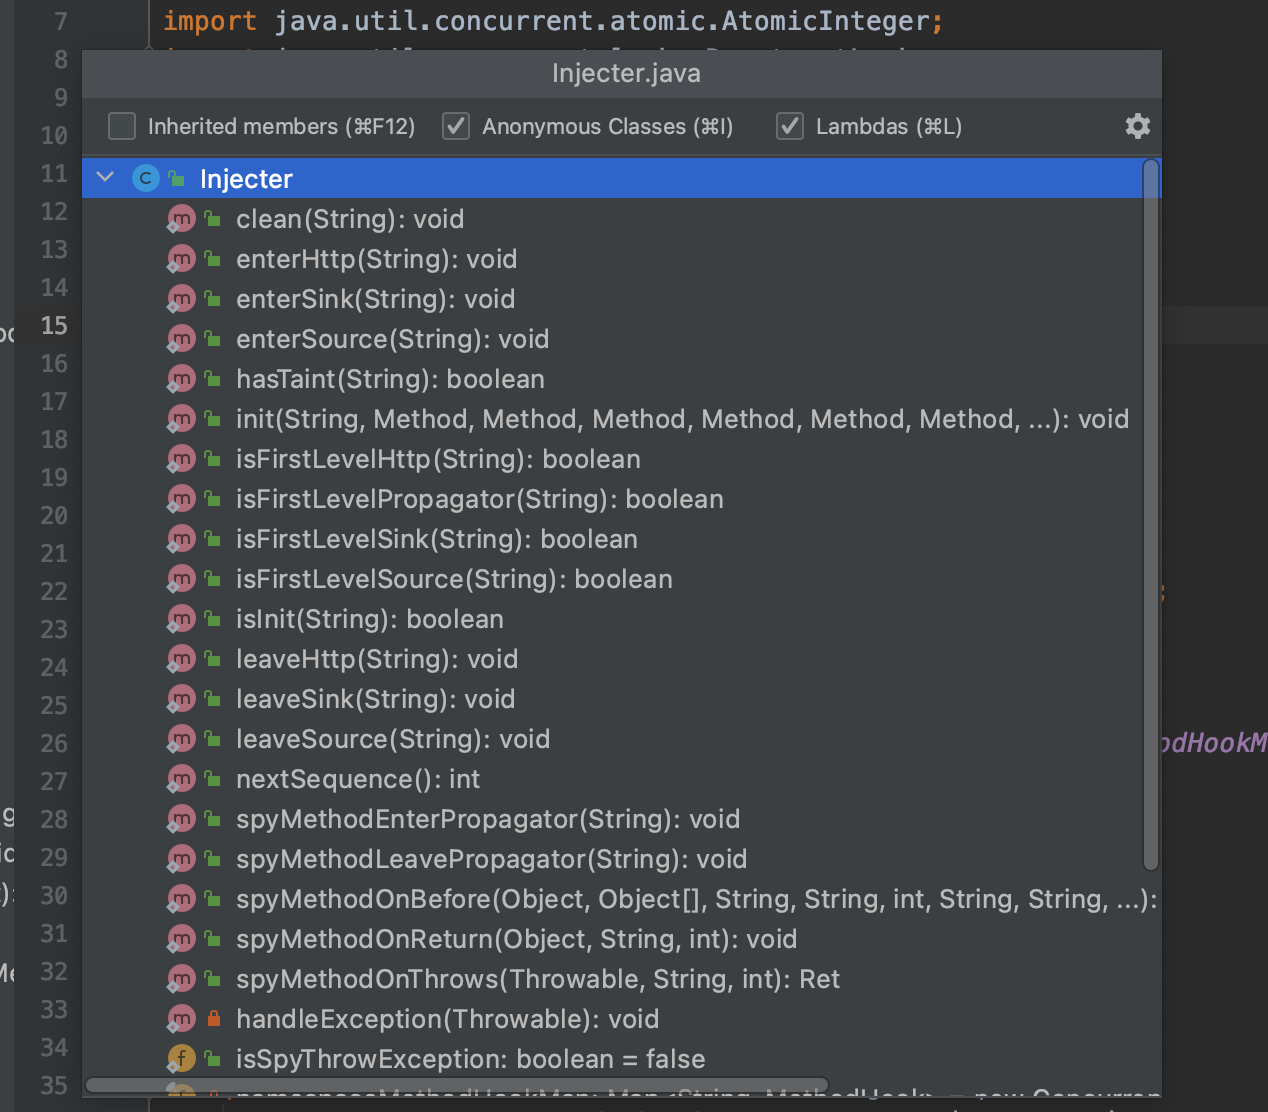 7 import java.util.concurrent.atomic.AtomicInteger;
8
Injecter.java
9
Inherited members (⌘F12) Anonymous Classes (⌘I) Lambdas (⌘L)
10
11 C Injecter
12 m clean(String): void
13 m enterHttp(String): void
14 m enterSink(String): void
15 m enterSource(String): void
16 m hasTaint(String): boolean
17 m init(String, Method, Method, Method, Method, Method, Method, ...): void
18 m isFirstLevelHttp(String): boolean
19 m isFirstLevelPropagator(String): boolean
20 m isFirstLevelSink(String): boolean
21 m isFirstLevelSource(String): boolean
22 ;
23 m isInit(String): boolean
24 m leaveHttp(String): void
25 m leaveSink(String): void
26 m leaveSource(String): void odHookM
27 m nextSequence(): int
28 m spyMethodEnterPropagator(String): void
29 m spyMethodLeavePropagator(String): void
30 m spyMethodOnBefore(Object, Object[], String, String, int, String, String, ...):
31 m spyMethodOnReturn(Object, String, int): void
32 m spyMethodOnThrows(Throwable, String, int): Ret
33 m handleException(Throwable): void
34 f isSpyThrowException: boolean = false
35